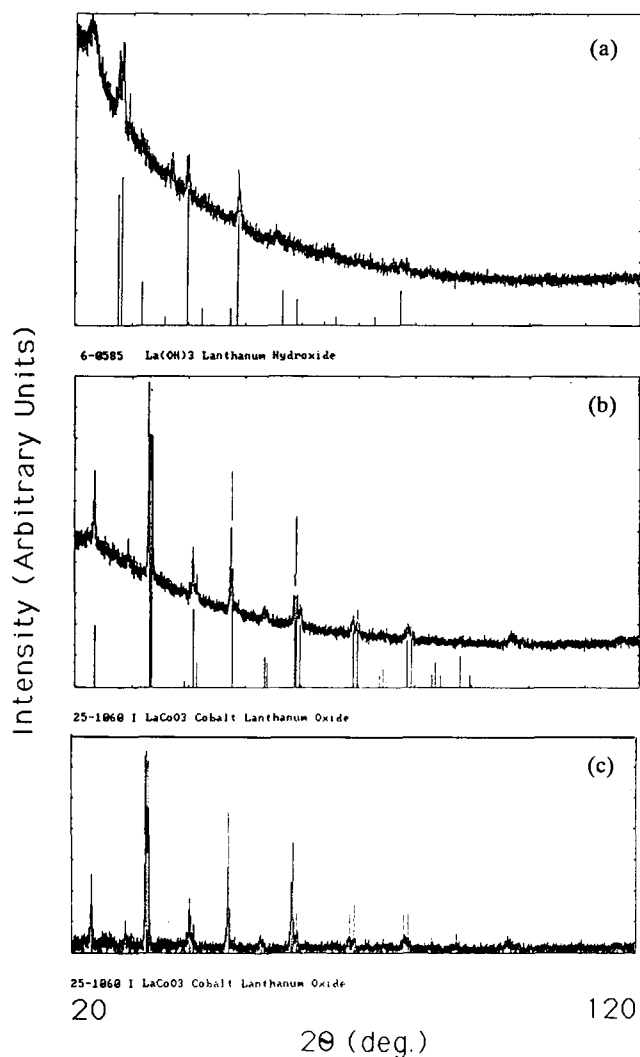 (a)
6-0585 La(OH)3 Lanthanum Hydroxide
(b)
25-1060 I LaCoO3 Cobalt Lanthanum Oxide
(c)
25-1060 I LaCoO3 Cobalt Lanthanum Oxide
20 120
2Θ (deg.)
Intensity (Arbitrary Units)